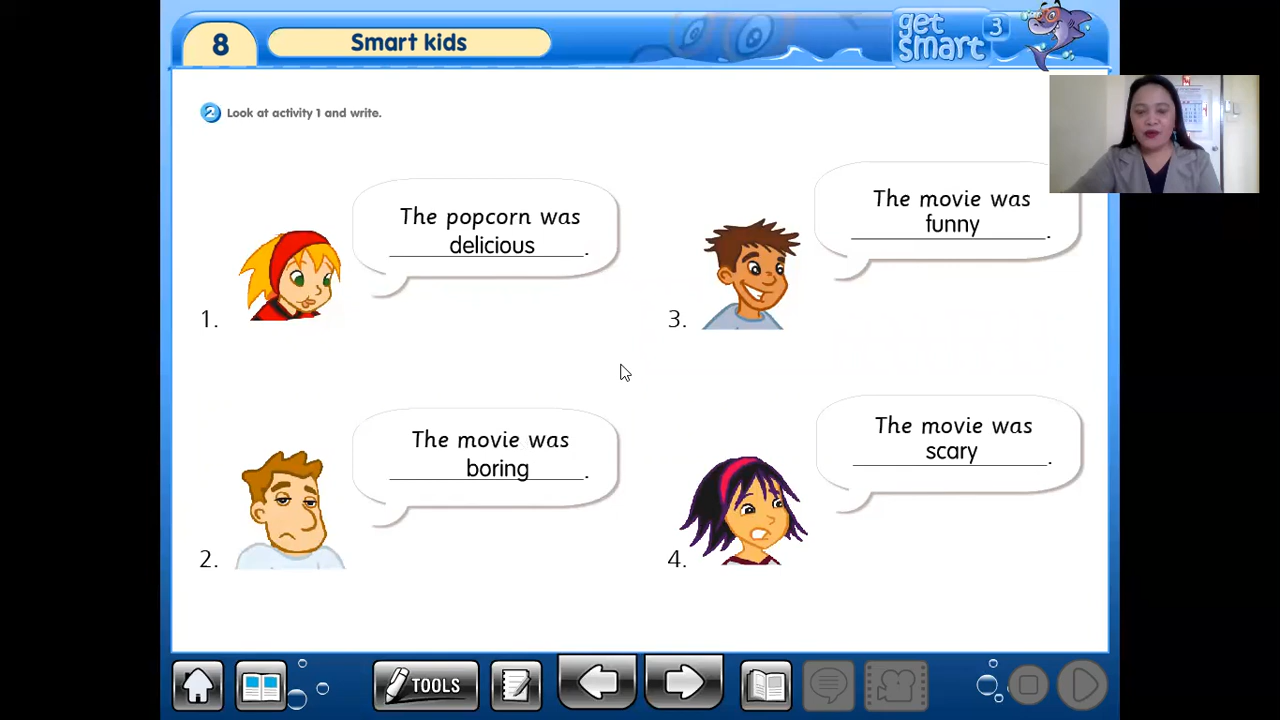 8
Smart kids
get
smart 3
2 Look at activity 1 and write.
The popcorn was
delicious.
1.
The movie was
boring.
2.
The movie was
funny.
3.
The movie was
scary.
4.
TOOLS